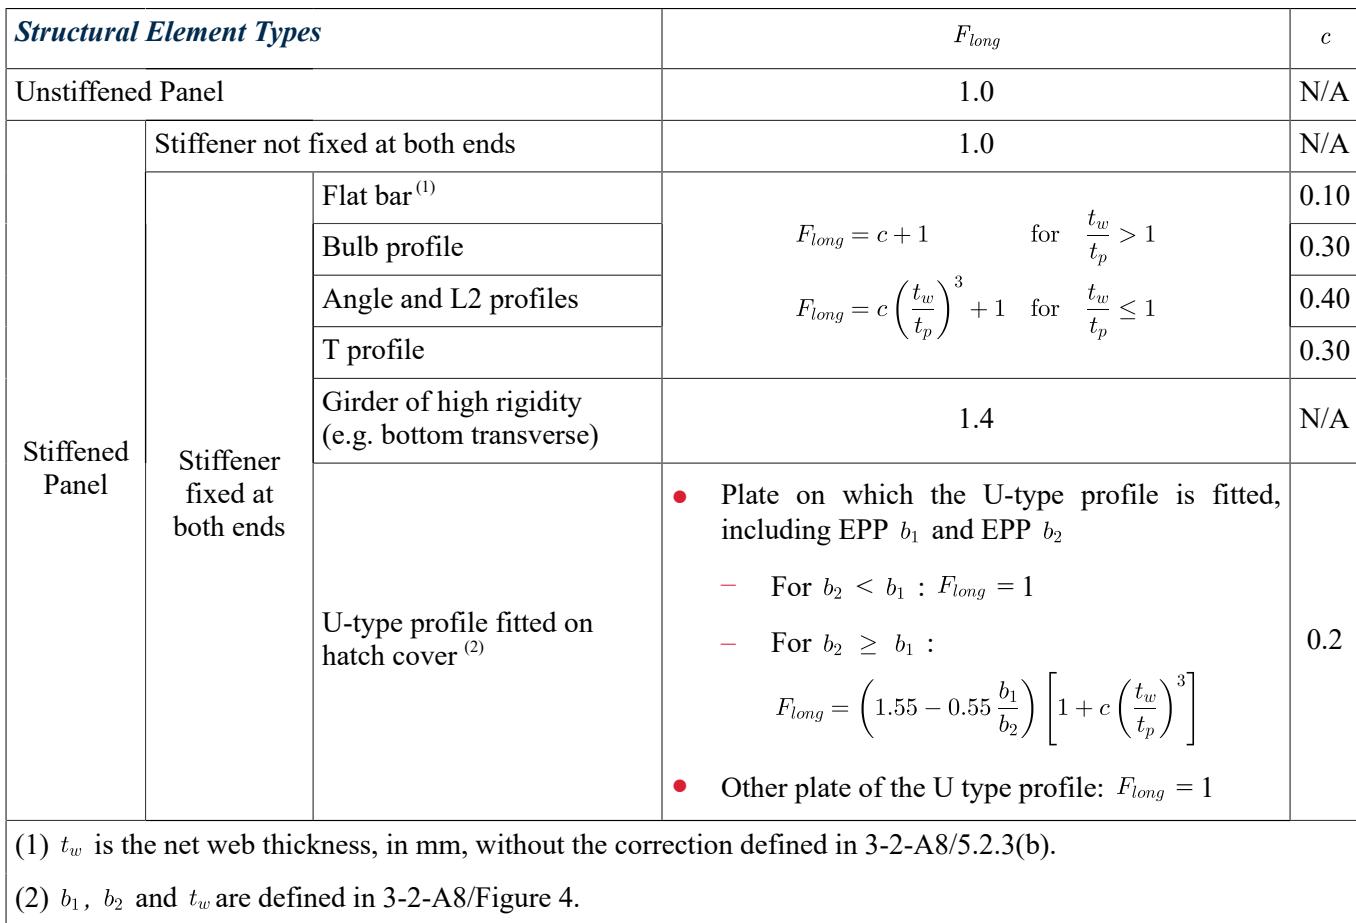 Structural Element Types F_long c
Unstiffened Panel 1.0 N/A
Stiffener not fixed at both ends 1.0 N/A
Flat bar (1) 0.10
F_long = c + 1 for t_w/t_p > 1
Bulb profile 0.30
Angle and L2 profiles 0.40
F_long = c (t_w/t_p)^3 + 1 for t_w/t_p ≤ 1
T profile 0.30
Girder of high rigidity
(e.g. bottom transverse) 1.4 N/A
Stiffened
Panel
Stiffener
fixed at
both ends
U-type profile fitted on
hatch cover (2)
● Plate on which the U-type profile is fitted,
including EPP b_1 and EPP b_2
– For b_2 < b_1 : F_long = 1
– For b_2 ≥ b_1 :
F_long = (1.55 − 0.55 b_1/b_2) [1 + c (t_w/t_p)^3]
● Other plate of the U type profile: F_long = 1
0.2
(1) t_w is the net web thickness, in mm, without the correction defined in 3-2-A8/5.2.3(b).
(2) b_1, b_2 and t_w are defined in 3-2-A8/Figure 4.